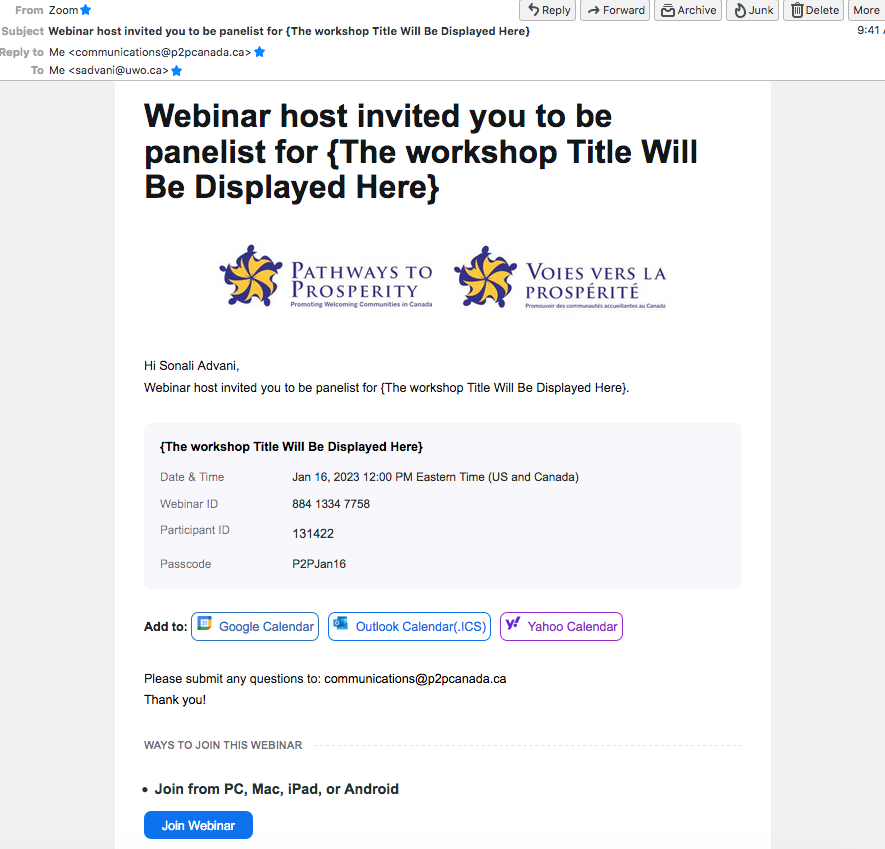 From Zoom
Reply Forward Archive Junk Delete More
Subject Webinar host invited you to be panelist for {The workshop Title Will Be Displayed Here}
9:41
Reply to Me <communications@p2pcanada.ca>
To Me <sadvani@uwo.ca>
Webinar host invited you to be
panelist for {The workshop Title Will
Be Displayed Here}
PATHWAYS TO
PROSPERITY
Promoting Welcoming Communities in Canada
VOIES VERS LA
PROSPÉRITÉ
Promouvoir des communautés accueillantes au Canada
Hi Sonali Advani,
Webinar host invited you to be panelist for {The workshop Title Will Be Displayed Here}.
{The workshop Title Will Be Displayed Here}
Date & Time Jan 16, 2023 12:00 PM Eastern Time (US and Canada)
Webinar ID 884 1334 7758
Participant ID 131422
Passcode P2PJan16
Add to: Google Calendar Outlook Calendar(.ICS) Yahoo Calendar
Please submit any questions to: communications@p2pcanada.ca
Thank you!
WAYS TO JOIN THIS WEBINAR
• Join from PC, Mac, iPad, or Android
Join Webinar